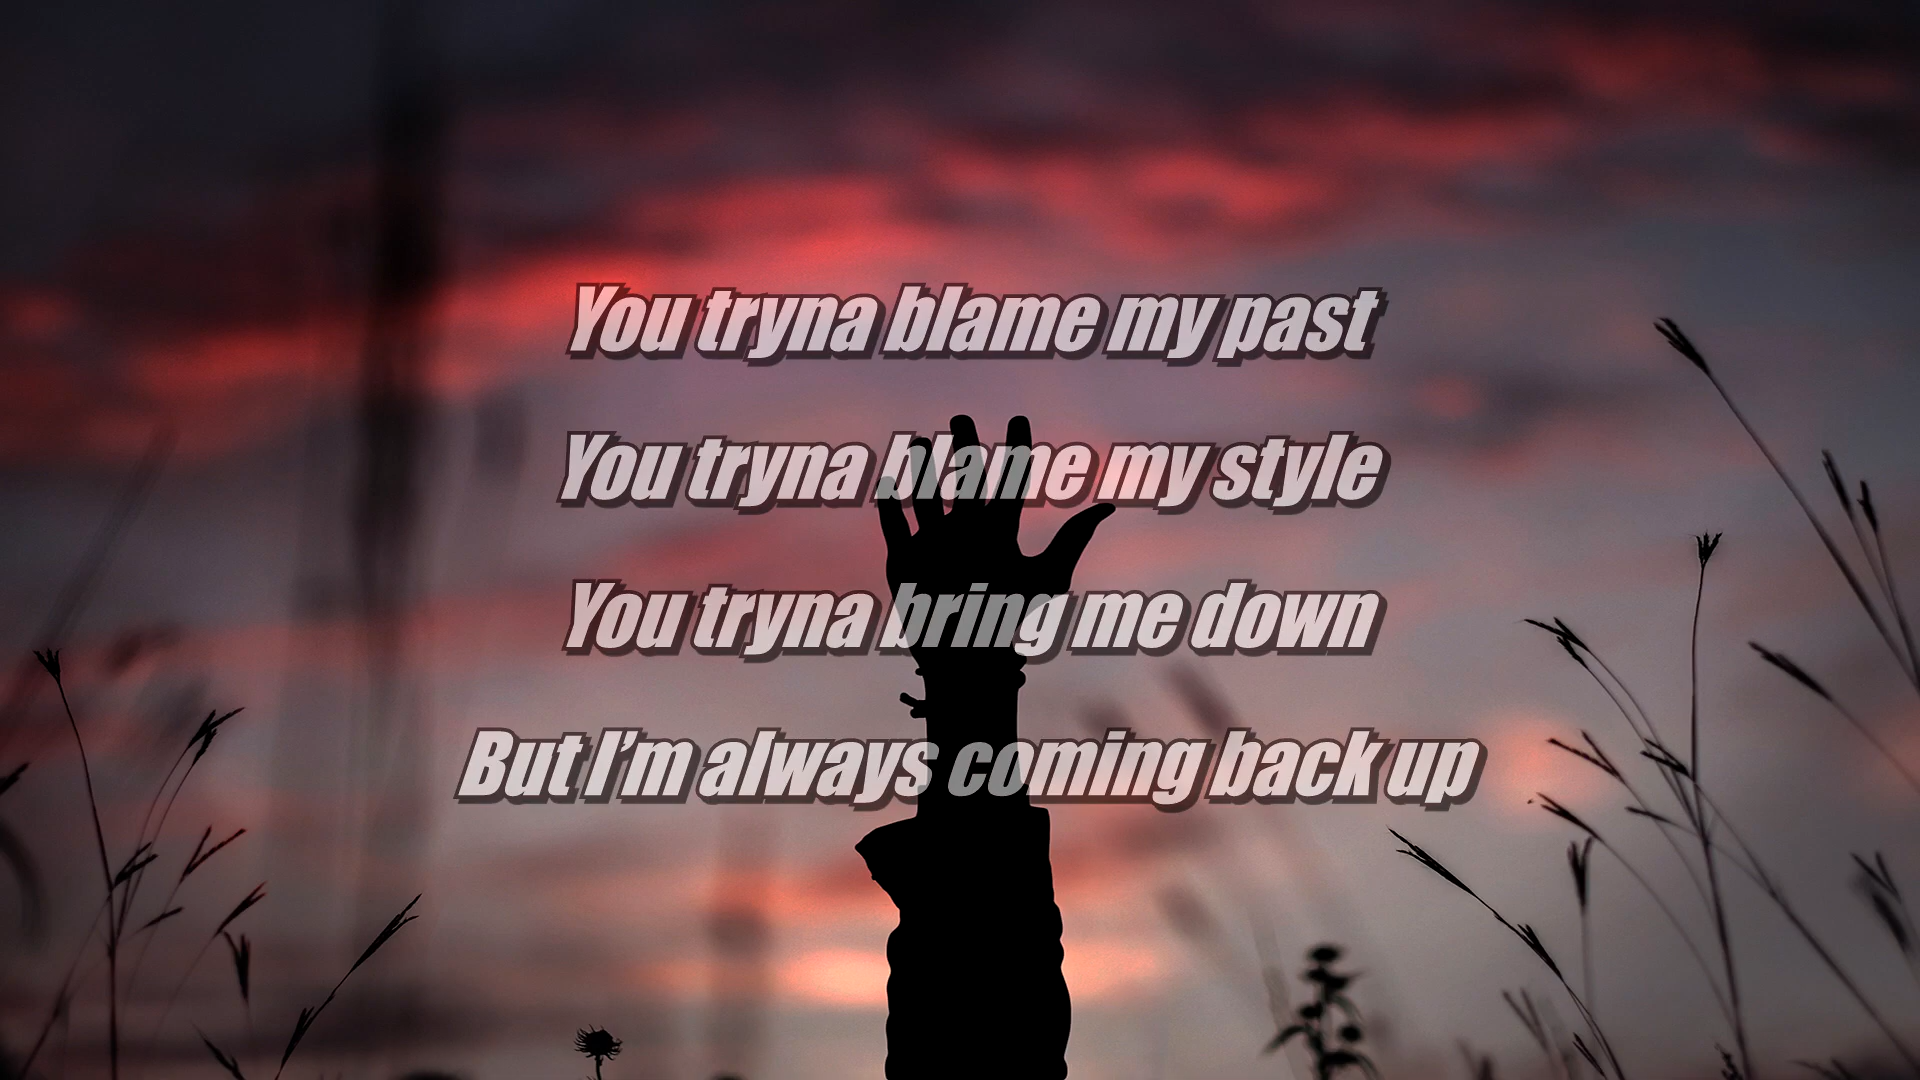 You tryna blame my past
You tryna blame my style
You tryna bring me down
But I’m always coming back up